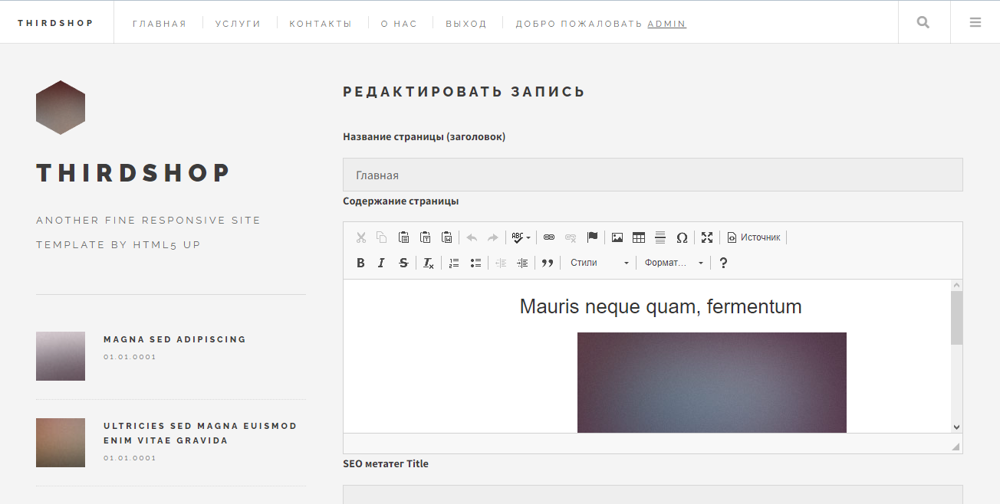 THIRDSHOP
ГЛАВНАЯ
УСЛУГИ
КОНТАКТЫ
О НАС
ВЫХОД
ДОБРО ПОЖАЛОВАТЬ ADMIN
THIRDSHOP
ANOTHER FINE RESPONSIVE SITE
TEMPLATE BY HTML5 UP
MAGNA SED ADIPISCING
01.01.0001
ULTRICIES SED MAGNA EUISMOD
ENIM VITAE GRAVIDA
01.01.0001
РЕДАКТИРОВАТЬ ЗАПИСЬ
Название страницы (заголовок)
Главная
Содержание страницы
ABC
Источник
B I S Ix
Стили
Формат...
?
Mauris neque quam, fermentum
SEO метатег Title